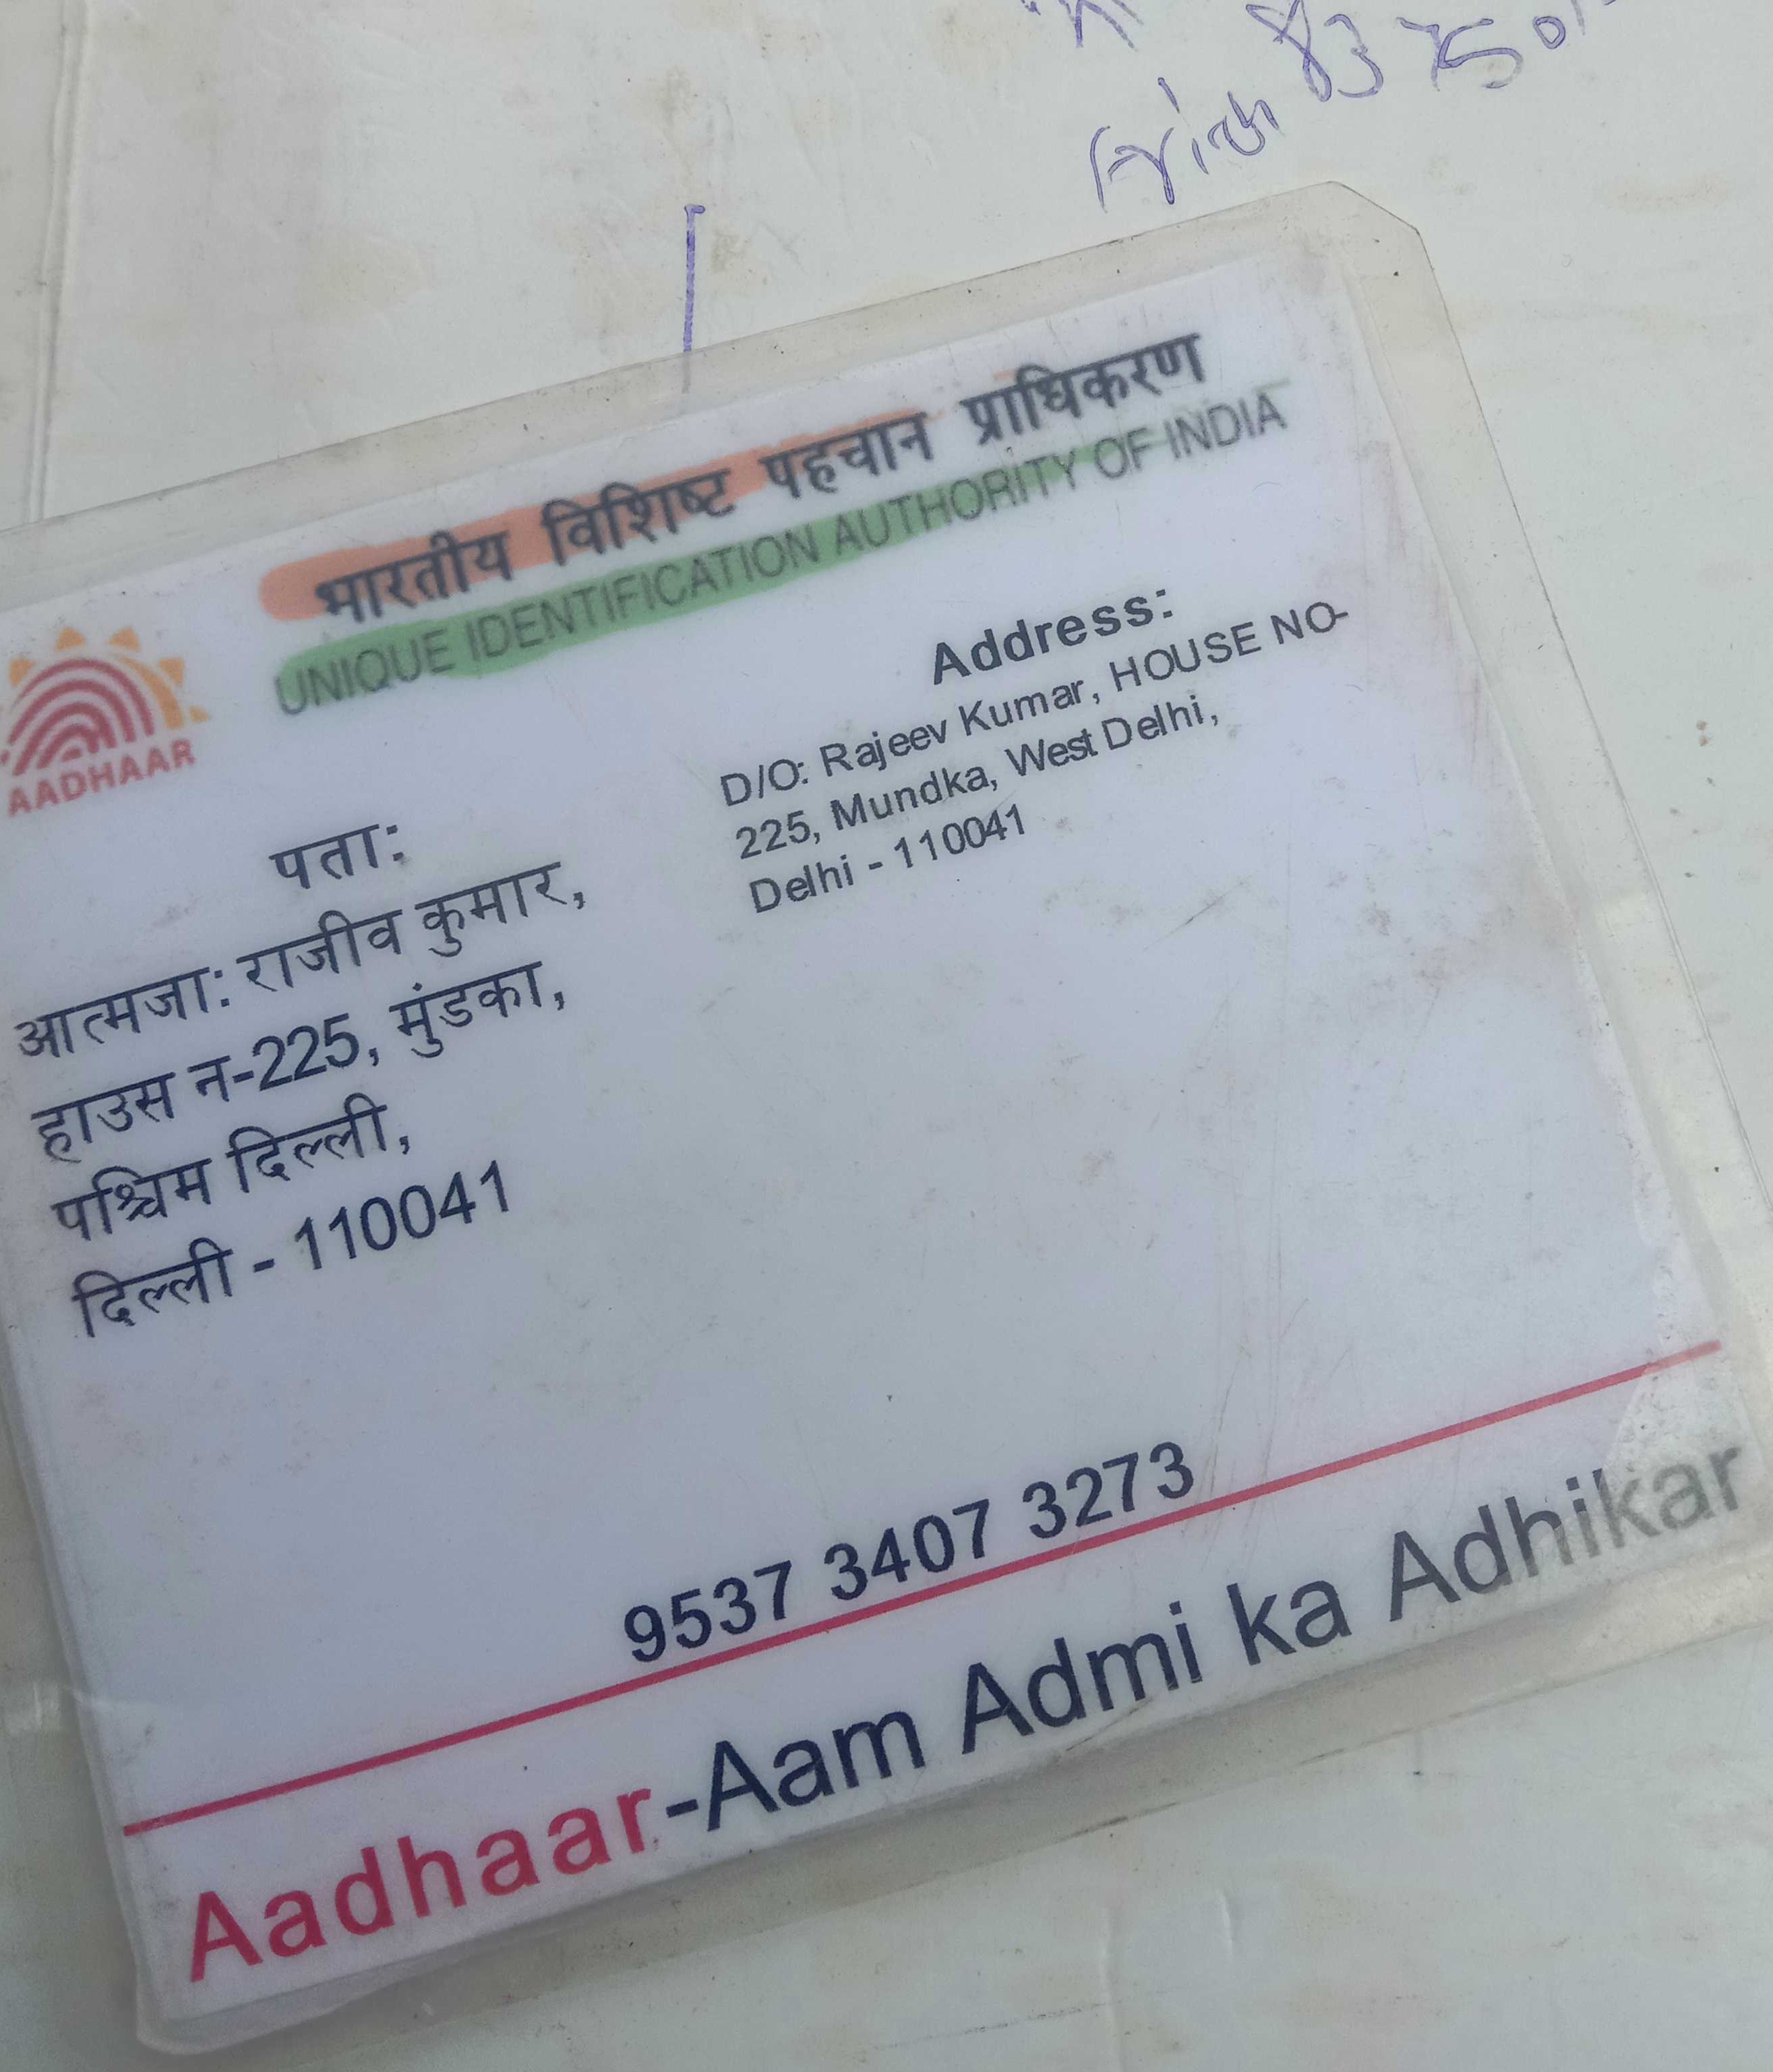 83750
भारतीय विशिष्ट पहचान प्राधिकरण
UNIQUE IDENTIFICATION AUTHORITY OF INDIA
AADHAAR
पता:
आत्मजा: राजीव कुमार,
हाउस न-225, मुंडका,
पश्चिम दिल्ली,
दिल्ली - 110041
Address:
D/O: Rajeev Kumar, HOUSE NO-
225, Mundka, West Delhi,
Delhi - 110041
9537 3407 3273
Aadhaar-Aam Admi ka Adhikar